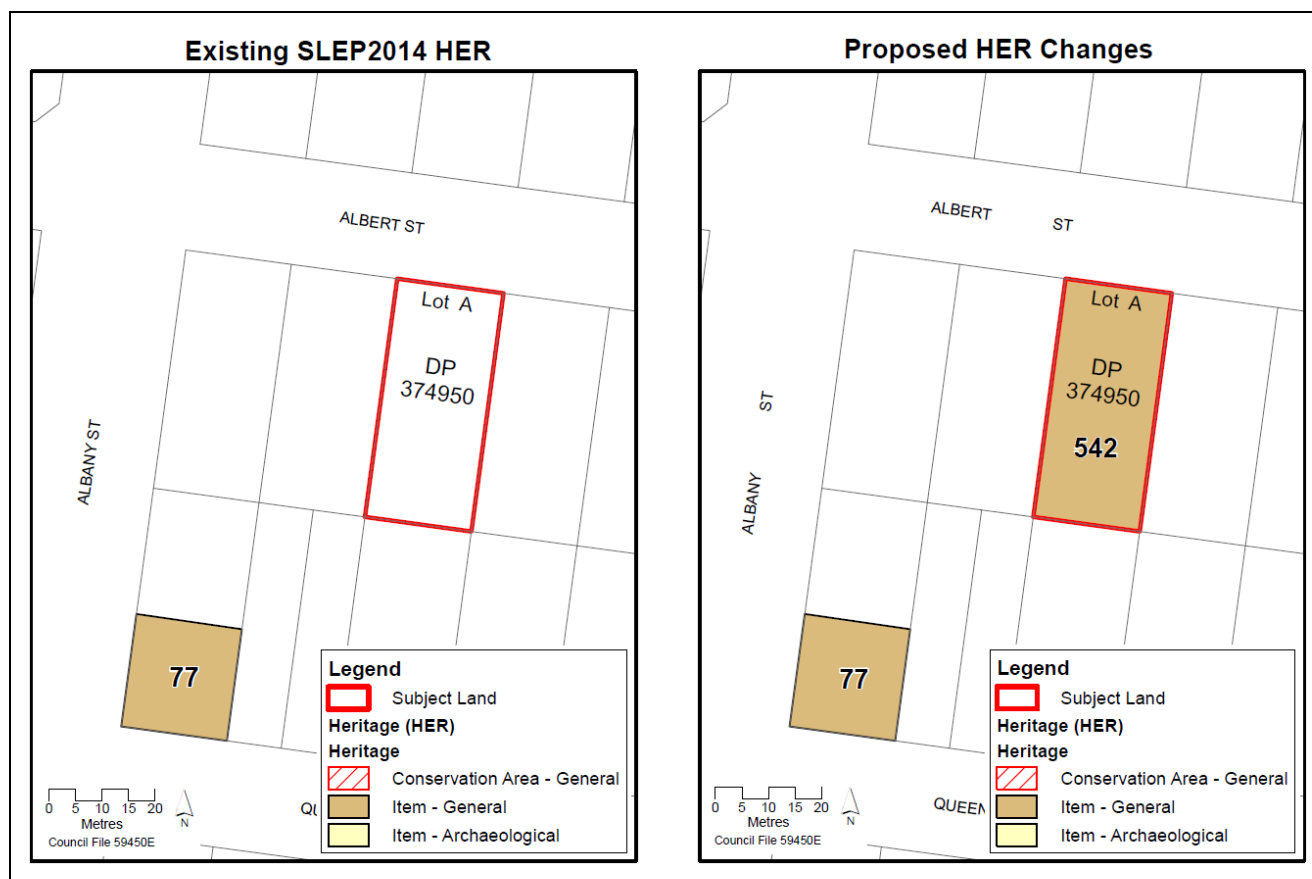 Existing SLEP2014 HER
ALBERT ST
Lot A
DP
374950
ALBANY ST
77
Legend
Subject Land
Heritage (HER)
Heritage
Conservation Area - General
Item - General
Item - Archaeological
0 5 10 15 20
Metres
N
Council File 59450E
QU
Proposed HER Changes
ALBERT ST
Lot A
DP
374950
542
ALBANY ST
77
Legend
Subject Land
Heritage (HER)
Heritage
Conservation Area - General
Item - General
Item - Archaeological
0 5 10 15 20
Metres
N
Council File 59450E
QUEEN